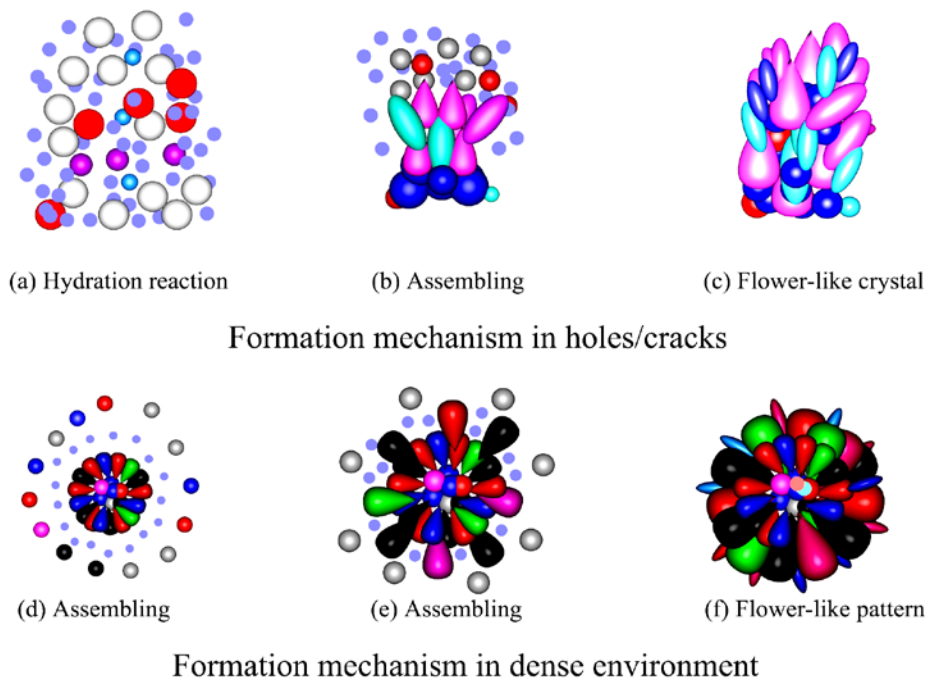 (a) Hydration reaction
(b) Assembling
(c) Flower-like crystal
Formation mechanism in holes/cracks
(d) Assembling
(e) Assembling
(f) Flower-like pattern
Formation mechanism in dense environment